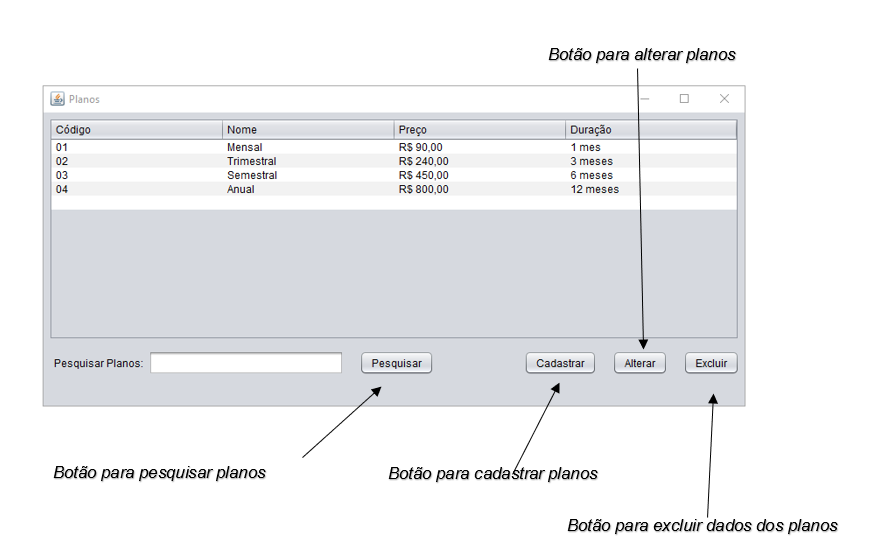 Botão para alterar planos
Planos
Código Nome Preço Duração
01 Mensal R$ 90,00 1 mes
02 Trimestral R$ 240,00 3 meses
03 Semestral R$ 450,00 6 meses
04 Anual R$ 800,00 12 meses
Pesquisar Planos: Pesquisar Cadastrar Alterar Excluir
Botão para pesquisar planos Botão para cadastrar planos
Botão para excluir dados dos planos